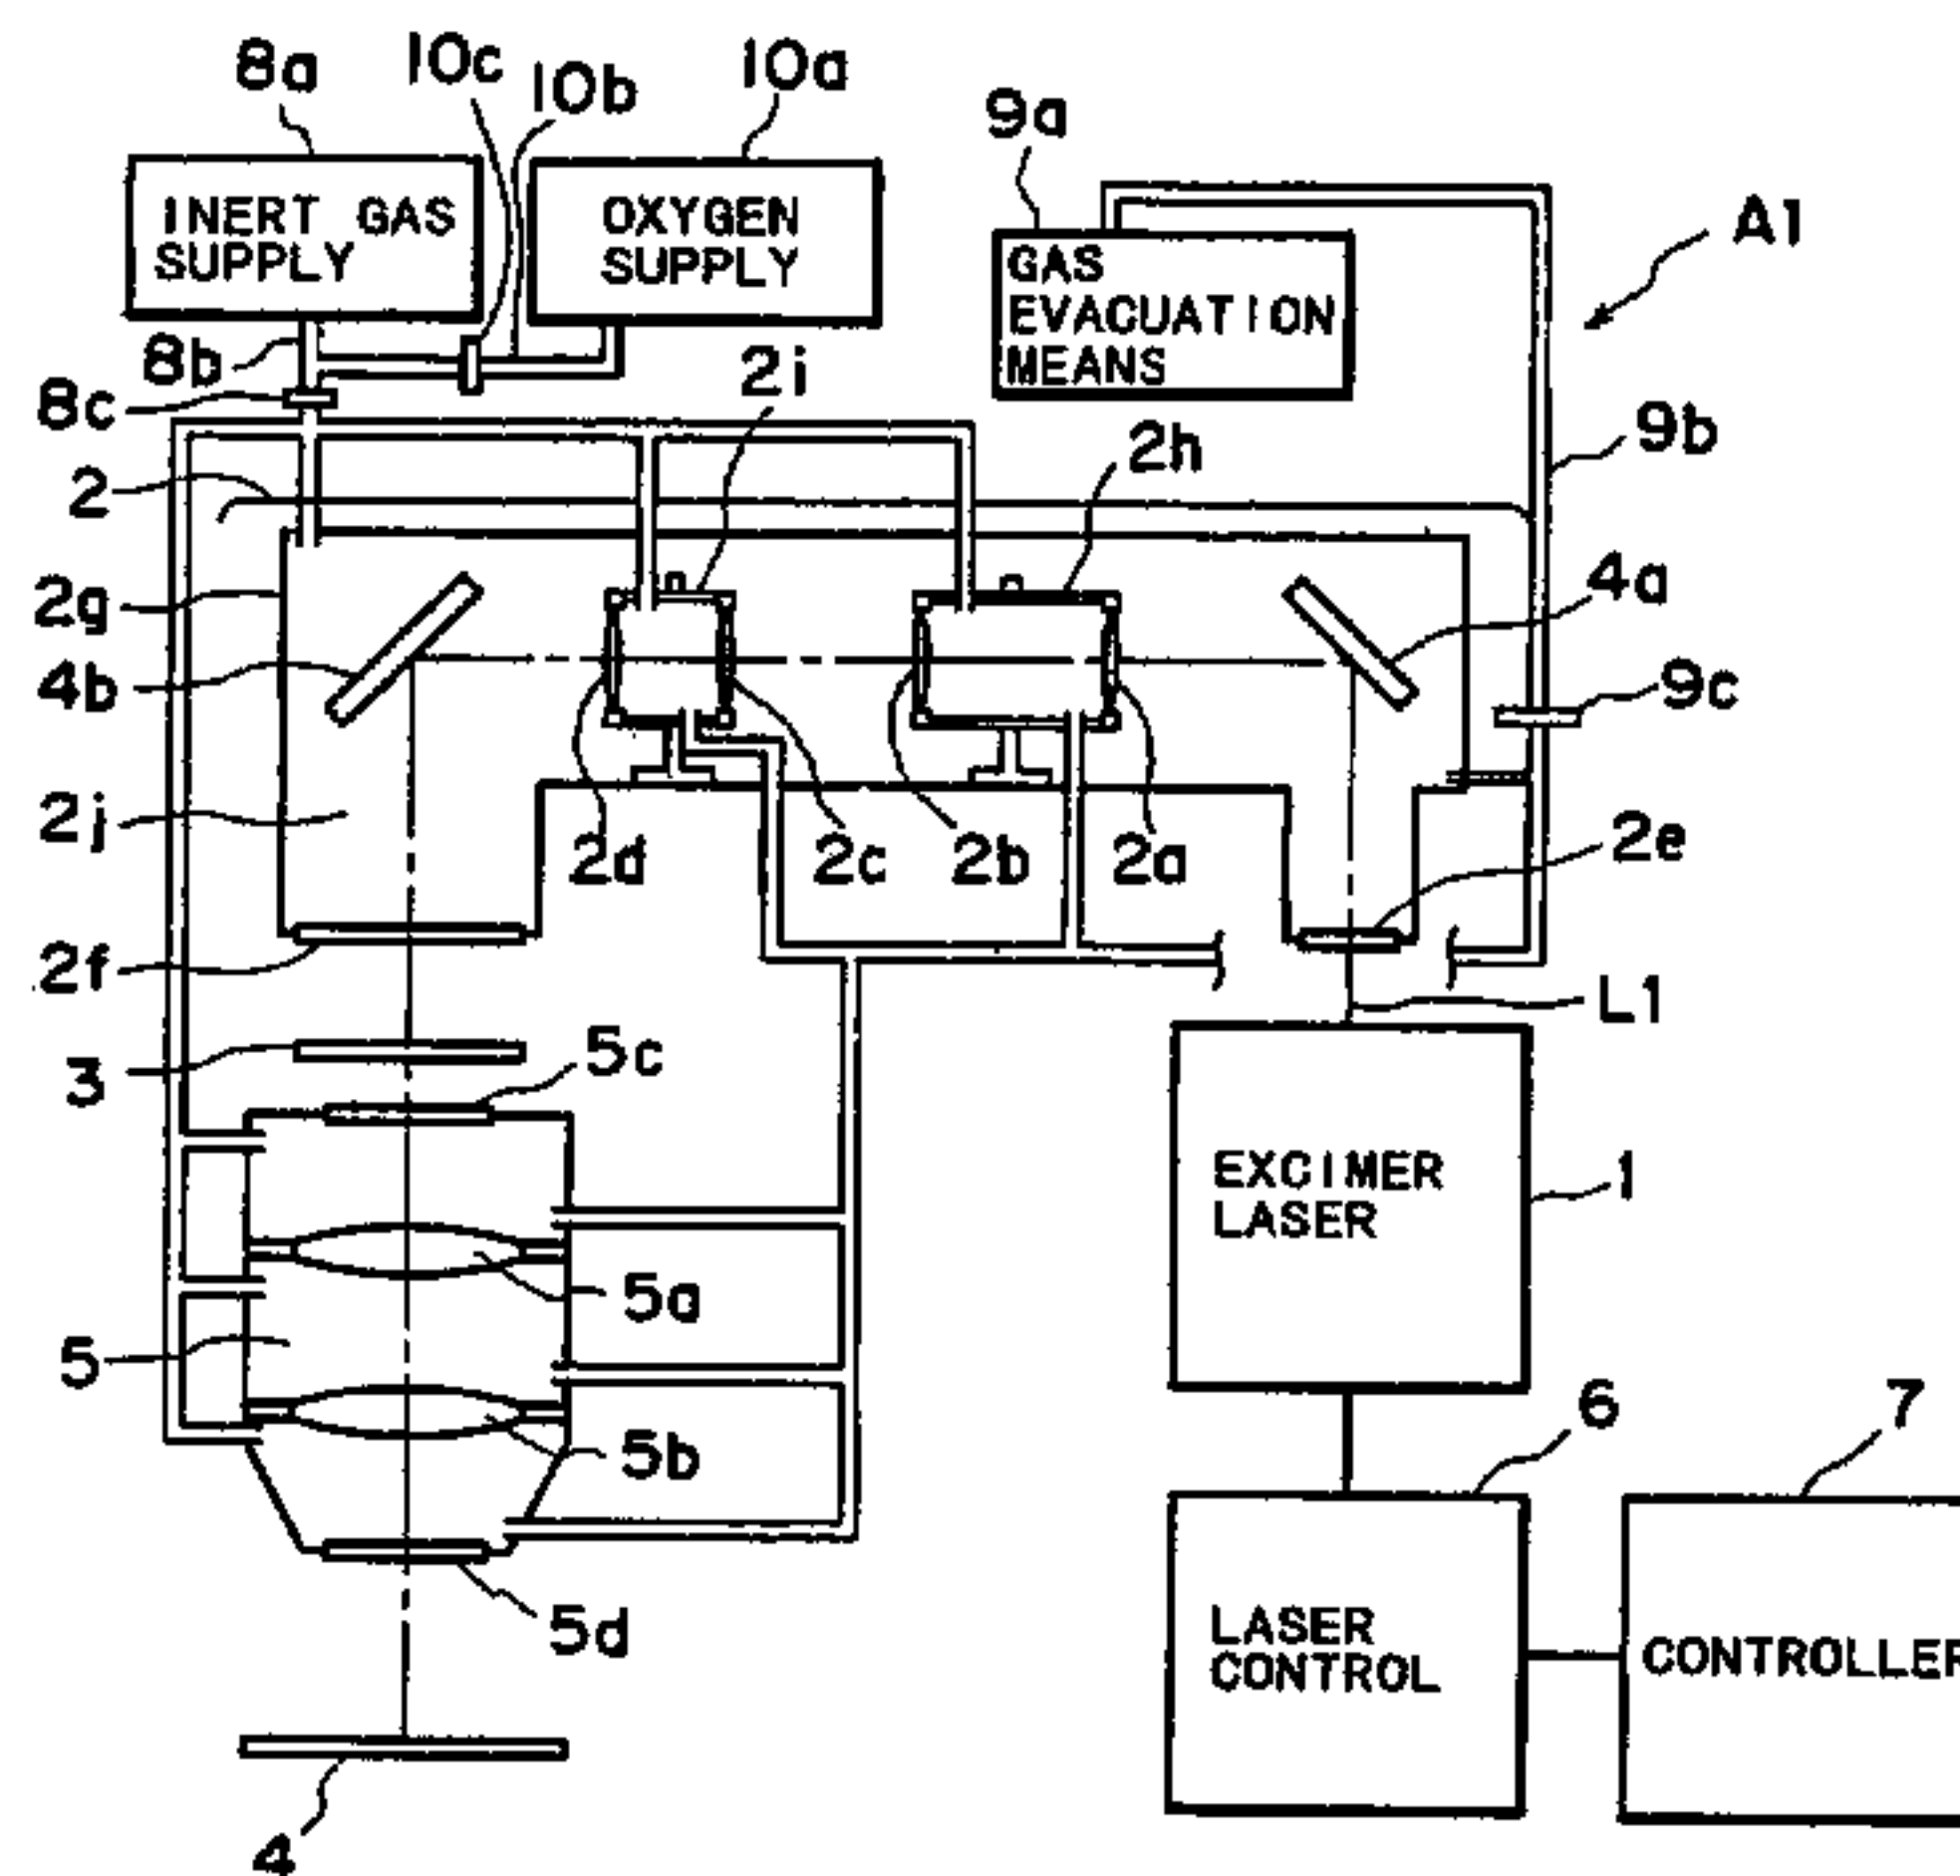 8a
10c
10b
10a
9a
A1
INERT GAS
SUPPLY
OXYGEN
SUPPLY
GAS
EVACUATION
MEANS
8b
8c
2i
2h
9b
2
2g
4a
4b
9c
2j
2d
2c
2b
2a
2e
2f
L1
3
5c
EXCIMER
LASER
1
5a
5
6
7
5b
5d
LASER
CONTROL
CONTROLLER
4